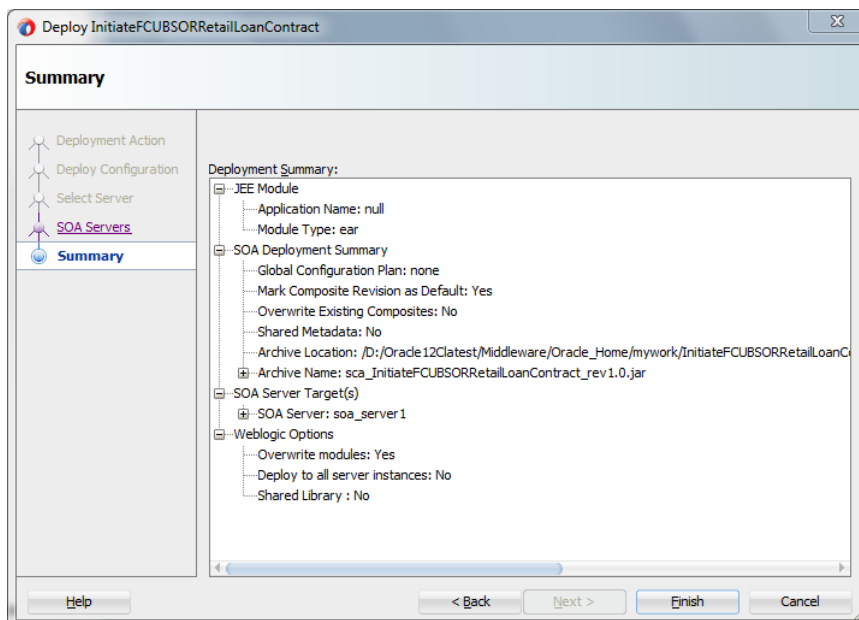 Deploy InitiateFCUBSORRetailLoanContract
Summary
Deployment Action
Deploy Configuration
Select Server
SOA Servers
Summary
Deployment Summary:
JEE Module
Application Name: null
Module Type: ear
SOA Deployment Summary
Global Configuration Plan: none
Mark Composite Revision as Default: Yes
Overwrite Existing Composites: No
Shared Metadata: No
Archive Location: /D:/Oracle12Clatest/Middleware/Oracle_Home/mywork/InitiateFCUBSORRetailLoanC
Archive Name: sca_InitiateFCUBSORRetailLoanContract_rev1.0.jar
SOA Server Target(s)
SOA Server: soa_server1
Weblogic Options
Overwrite modules: Yes
Deploy to all server instances: No
Shared Library : No
Help
< Back
Next >
Finish
Cancel